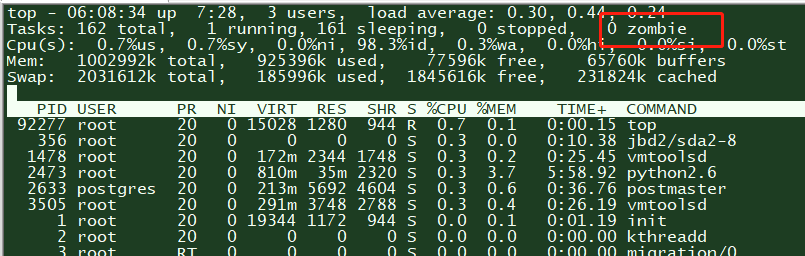 top - 06:08:34 up 7:28, 3 users, load average: 0.30, 0.44, 0.24
Tasks: 162 total, 1 running, 161 sleeping, 0 stopped, 0 zombie
Cpu(s): 0.7%us, 0.7%sy, 0.0%ni, 98.3%id, 0.3%wa, 0.0%hi, 0.0%si, 0.0%st
Mem: 1002992k total, 925396k used, 77596k free, 65760k buffers
Swap: 2031612k total, 185996k used, 1845616k free, 231824k cached
PID USER PR NI VIRT RES SHR S %CPU %MEM TIME+ COMMAND
92277 root 20 0 15028 1280 944 R 0.7 0.1 0:00.15 top
356 root 20 0 0 0 0 S 0.3 0.0 0:10.38 jbd2/sda2-8
1478 root 20 0 172m 2344 1748 S 0.3 0.2 0:25.45 vmtoolsd
2473 root 20 0 810m 35m 2320 S 0.3 3.7 5:58.92 python2.6
2633 postgres 20 0 213m 5692 4604 S 0.3 0.6 0:36.76 postmaster
3505 root 20 0 291m 3748 2788 S 0.3 0.4 0:26.19 vmtoolsd
1 root 20 0 19344 1172 944 S 0.0 0.1 0:01.19 init
2 root 20 0 0 0 0 S 0.0 0.0 0:00.00 kthreadd
3 root RT 0 0 0 0 S 0.0 0.0 0:00.00 migration/0